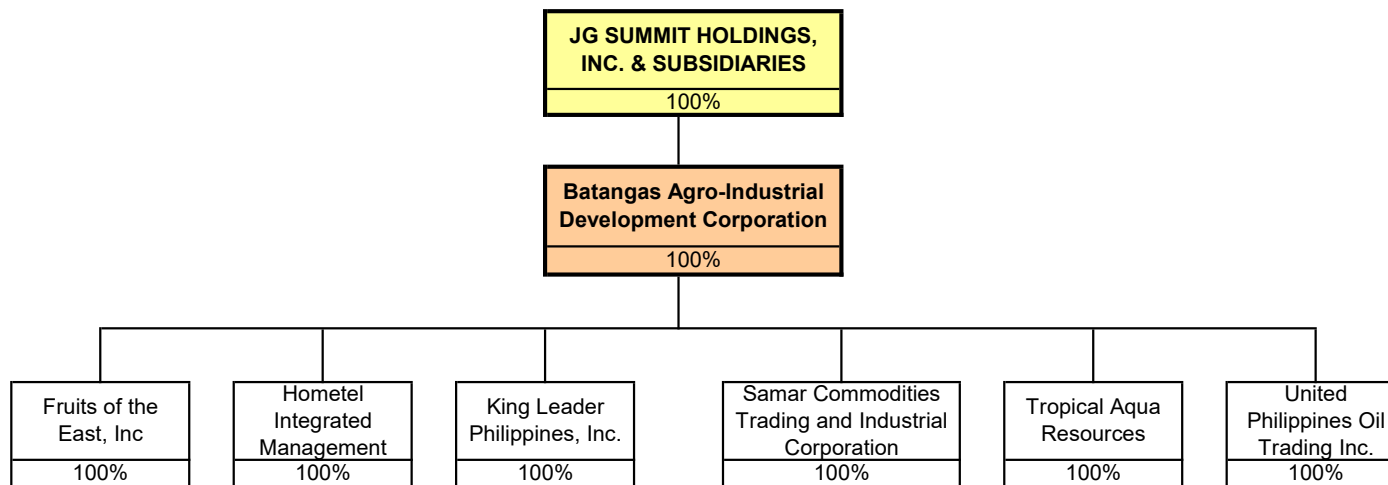 JG SUMMIT HOLDINGS,
INC. & SUBSIDIARIES
100%
Batangas Agro-Industrial
Development Corporation
100%
Fruits of the
East, Inc
100%
Hometel
Integrated
Management
100%
King Leader
Philippines, Inc.
100%
Samar Commodities
Trading and Industrial
Corporation
100%
Tropical Aqua
Resources
100%
United
Philippines Oil
Trading Inc.
100%